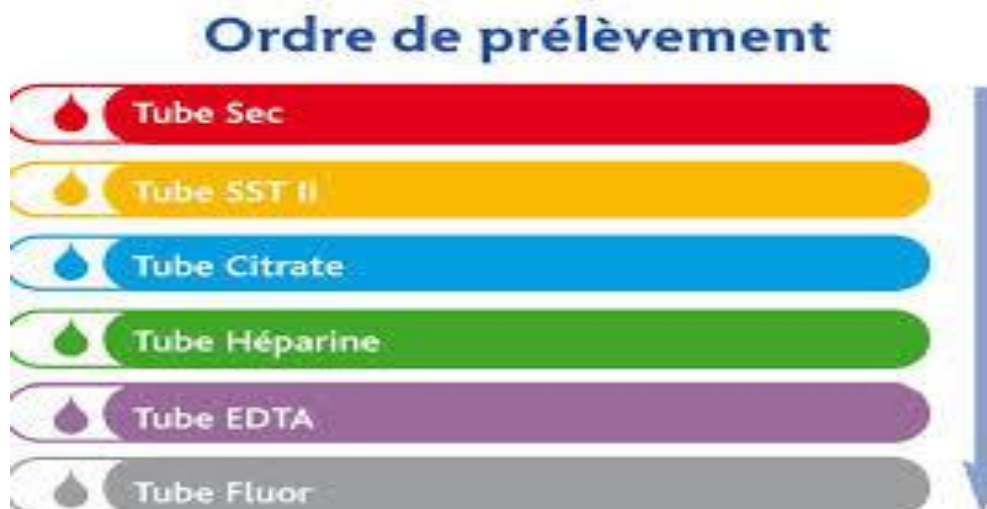 Ordre de prélèvement
Tube Sec
Tube SST II
Tube Citrate
Tube Héparine
Tube EDTA
Tube Fluor